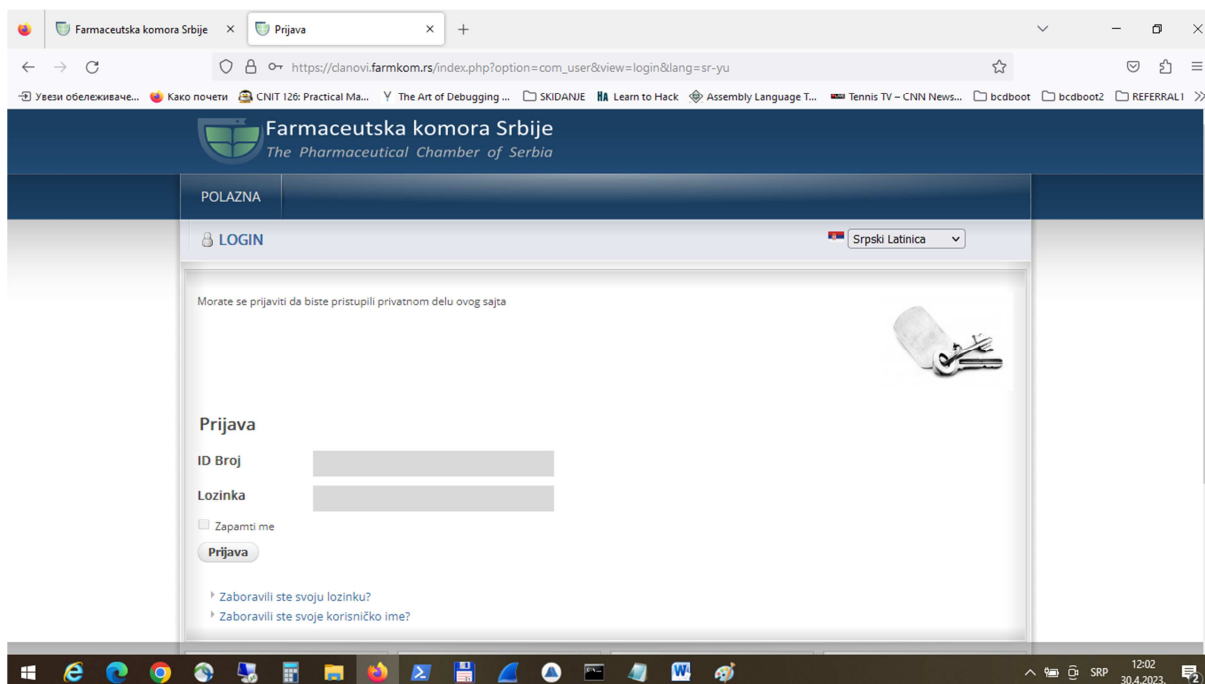 Farmaceutska komora Srbije
Prijava
https://clanovi.farmkom.rs/index.php?option=com_user&view=login&lang=sr-yu
Увези обележиваче... Како почети CNIT 126: Practical Ma... The Art of Debugging ... SKIDANJE Learn to Hack Assembly Language T... Tennis TV – CNN News... bcdboot bcdboot2 REFERRAL1
Farmaceutska komora Srbije
The Pharmaceutical Chamber of Serbia
POLAZNA
LOGIN
Srpski Latinica
Morate se prijaviti da biste pristupili privatnom delu ovog sajta
Prijava
ID Broj
Lozinka
Zapamti me
Prijava
Zaboravili ste svoju lozinku?
Zaboravili ste svoje korisničko ime?
SRP
12:02
30.4.2023.
2